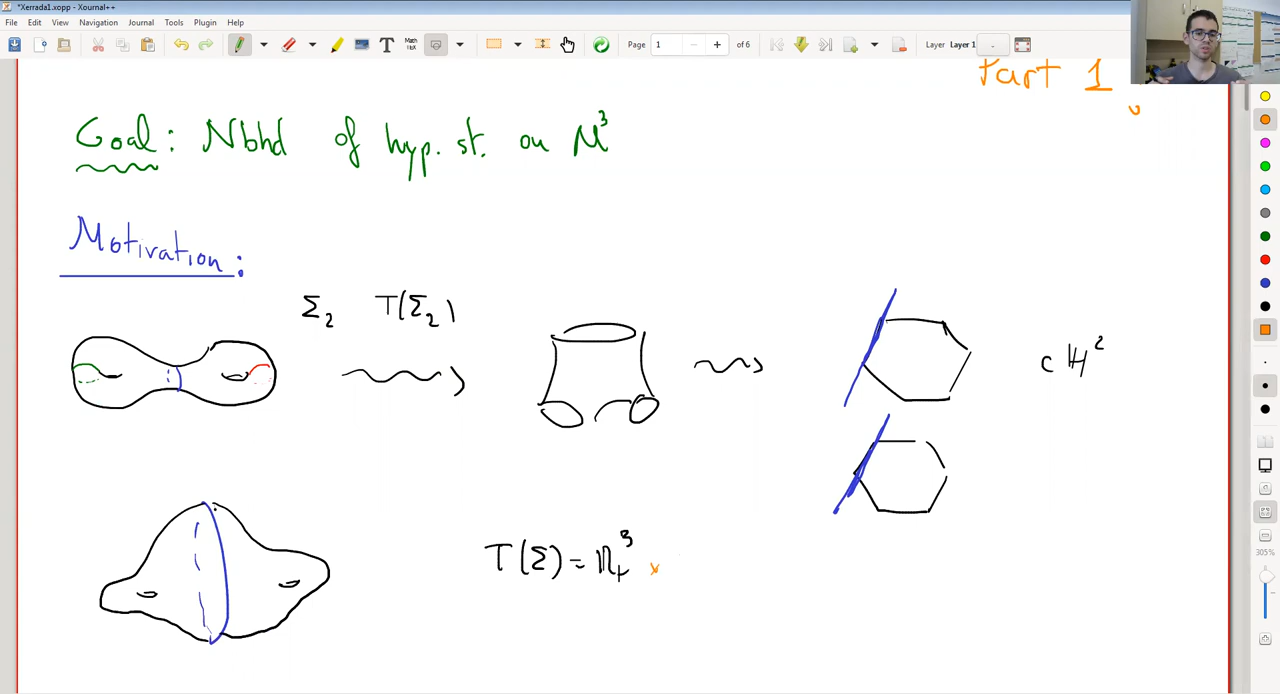 *Xerrada1.xopp - Xournal++
File Edit View Navigation Journal Tools Plugin Help
Page 1 of 6 Layer Layer 1
Part 1
Goal: Nbhd of hyp. st. on M³
Motivation:
Σ₂ T(Σ₂)
⊂ ℍ²
T(Σ) = ℝ₊³ ×
305%